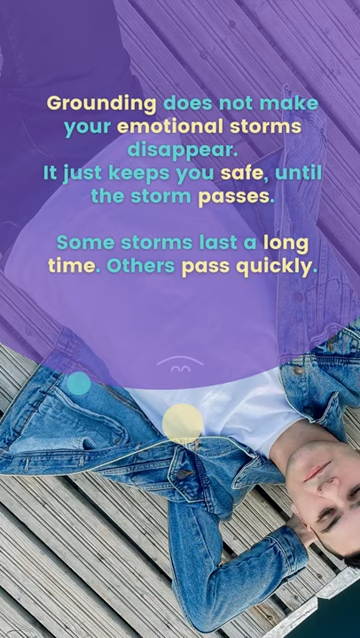 Grounding does not make
your emotional storms
disappear.
It just keeps you safe, until
the storm passes.
Some storms last a long
time. Others pass quickly.